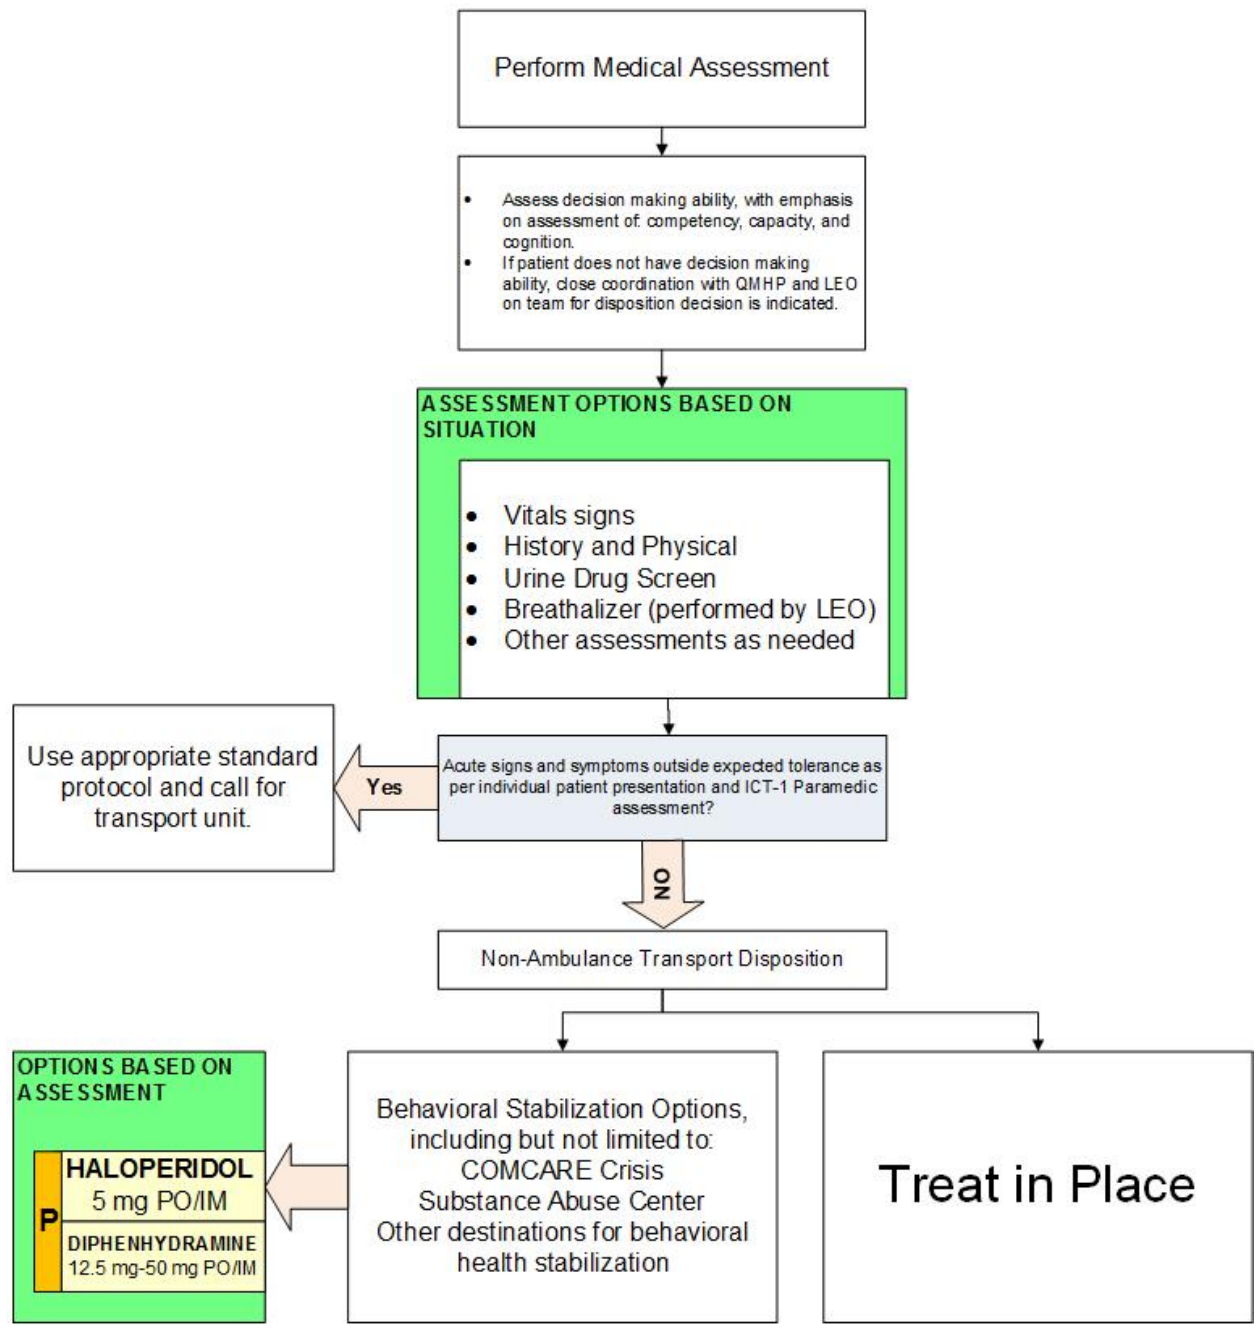 Perform Medical Assessment
• Assess decision making ability, with emphasis
on assessment of: competency, capacity, and
cognition.
• If patient does not have decision making
ability, close coordination with QMHP and LEO
on team for disposition decision is indicated.
ASSESSMENT OPTIONS BASED ON
SITUATION
• Vitals signs
• History and Physical
• Urine Drug Screen
• Breathalizer (performed by LEO)
• Other assessments as needed
Acute signs and symptoms outside expected tolerance as
per individual patient presentation and ICT-1 Paramedic
assessment?
Yes
Use appropriate standard
protocol and call for
transport unit.
NO
Non-Ambulance Transport Disposition
OPTIONS BASED ON
ASSESSMENT
P
HALOPERIDOL
5 mg PO/IM
DIPHENHYDRAMINE
12.5 mg-50 mg PO/IM
Behavioral Stabilization Options,
including but not limited to:
COMCARE Crisis
Substance Abuse Center
Other destinations for behavioral
health stabilization
Treat in Place